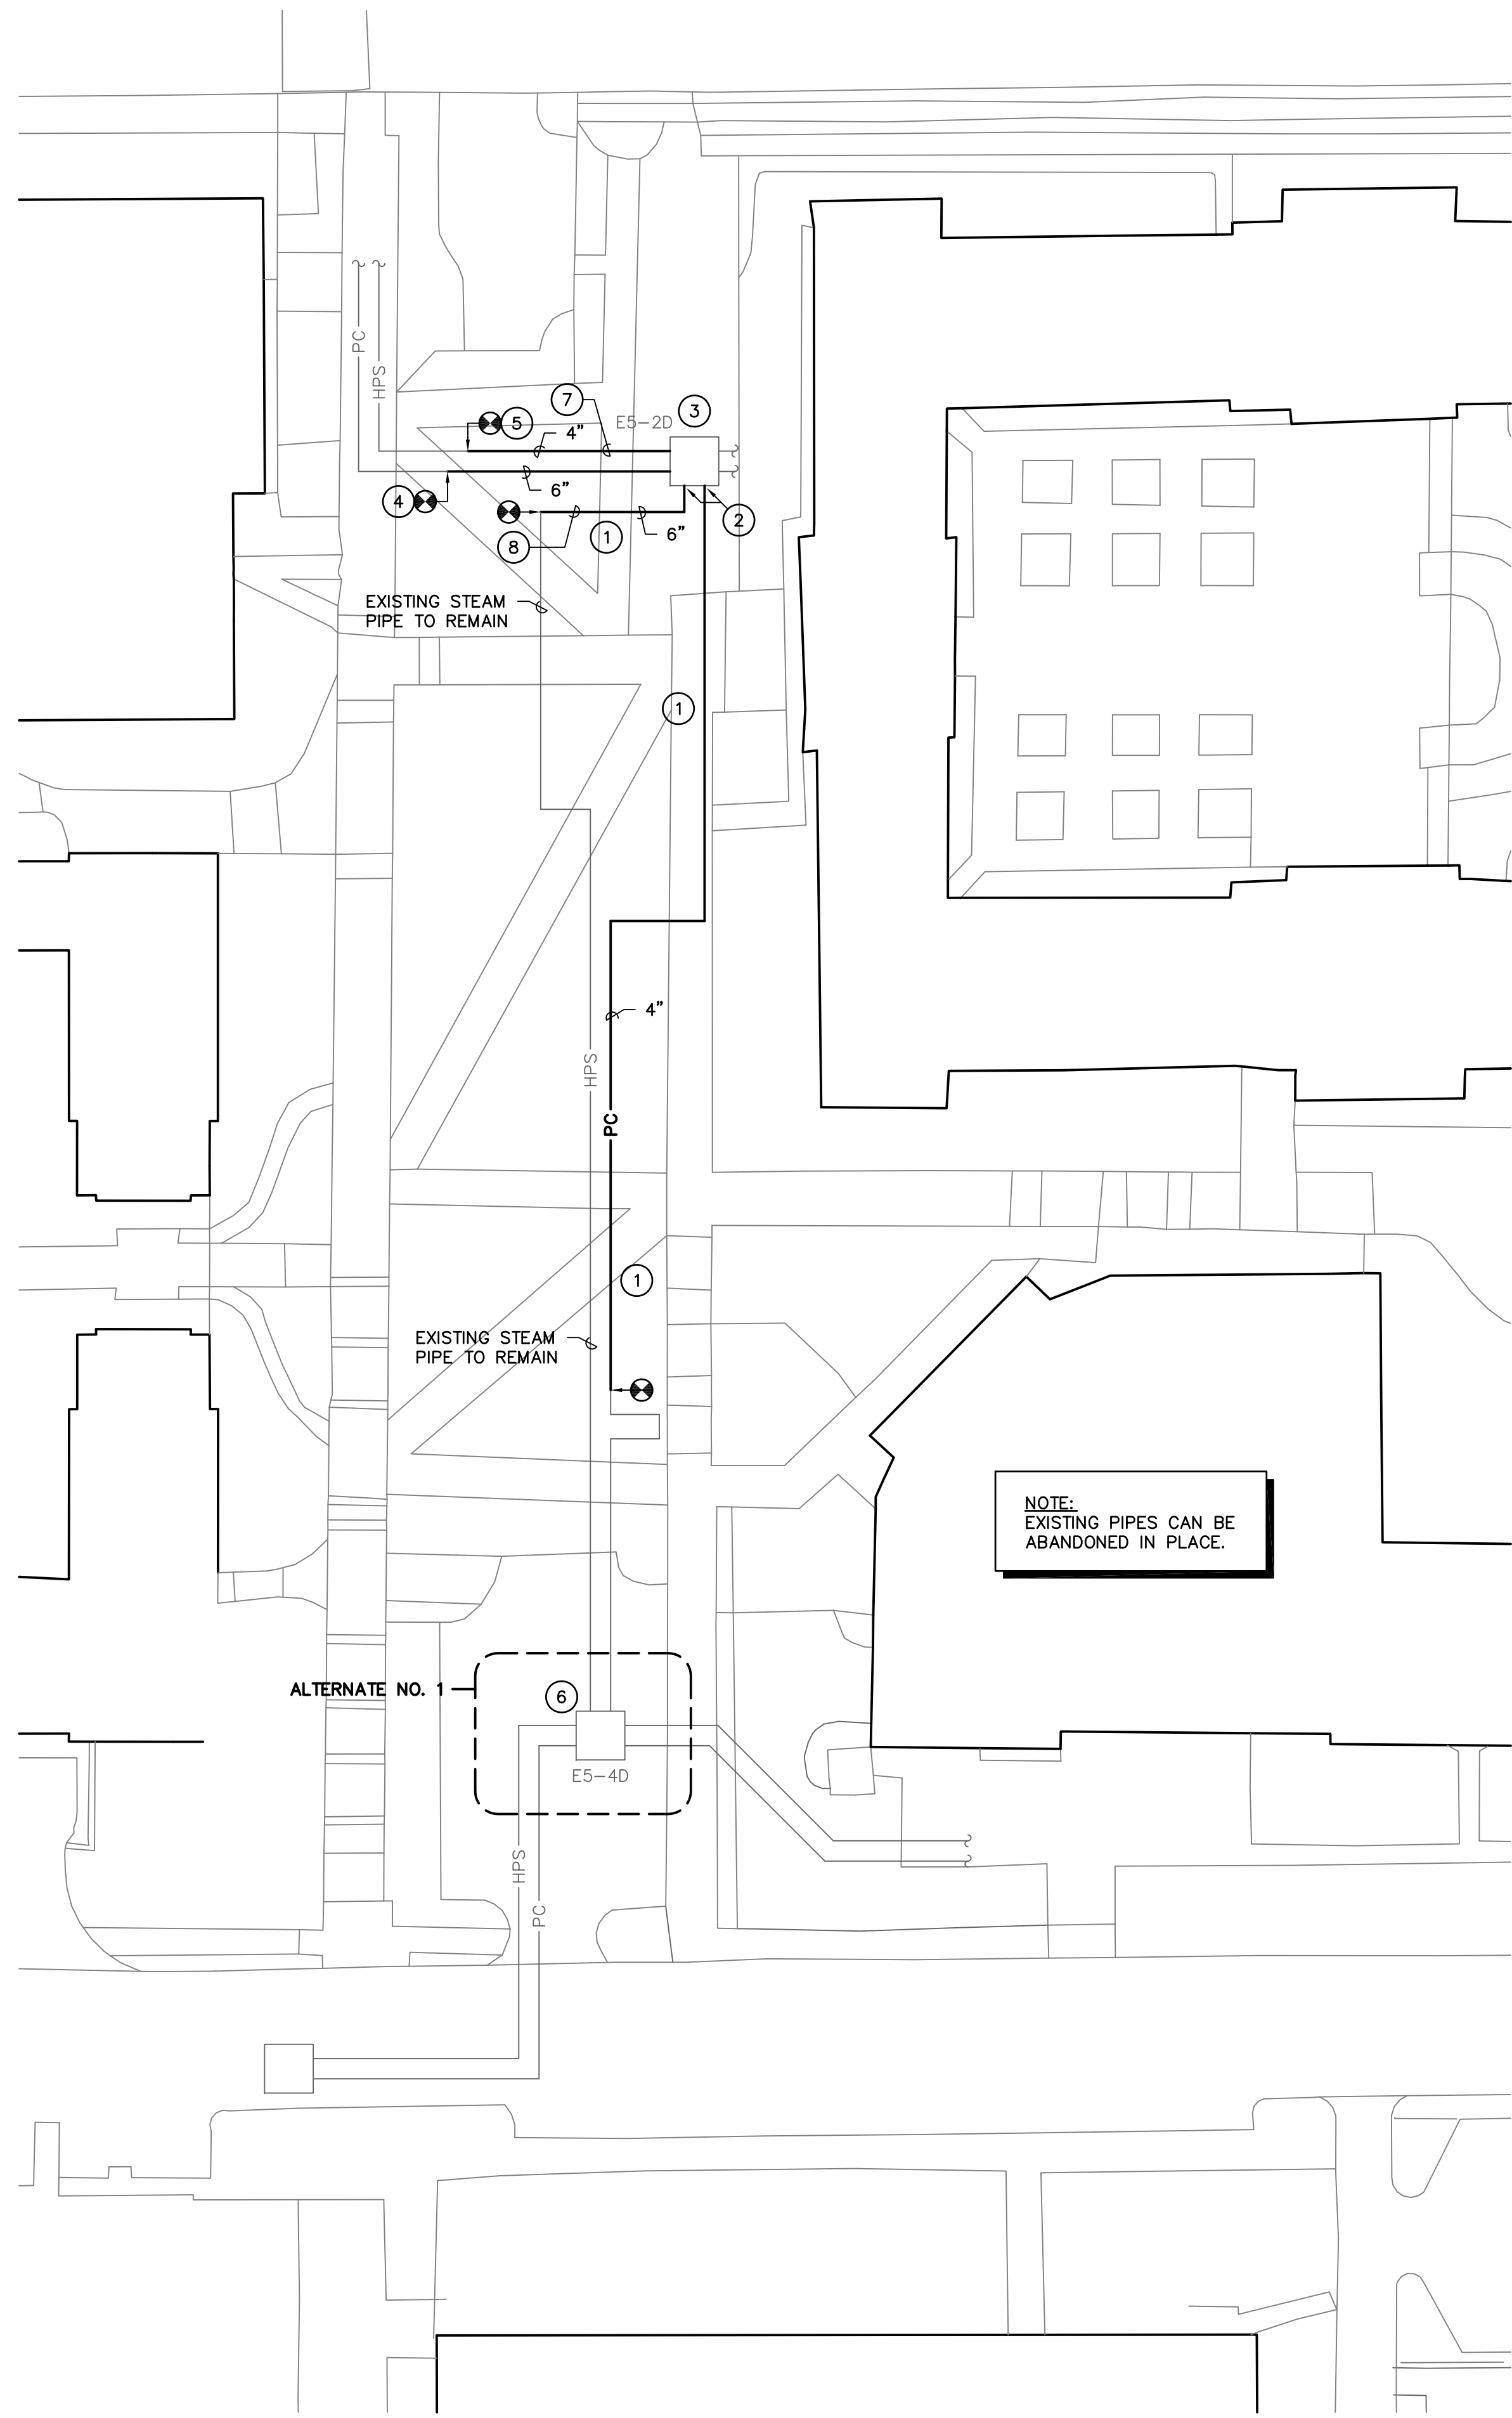 PC
HPS
7
3
5
E5-2D
4"
4
6"
2
1
6"
8
EXISTING STEAM
PIPE TO REMAIN
1
4"
HPS
PC
1
EXISTING STEAM
PIPE TO REMAIN
NOTE:
EXISTING PIPES CAN BE
ABANDONED IN PLACE.
ALTERNATE NO. 1
6
E5-4D
HPS
PC